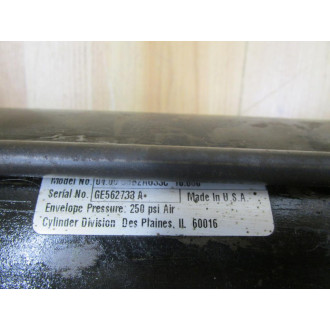 Model No.
Serial No. GE562733 A* Made In U.S.A.
Envelope Pressure: 250 psi Air
Cylinder Division Des Plaines, IL 60016